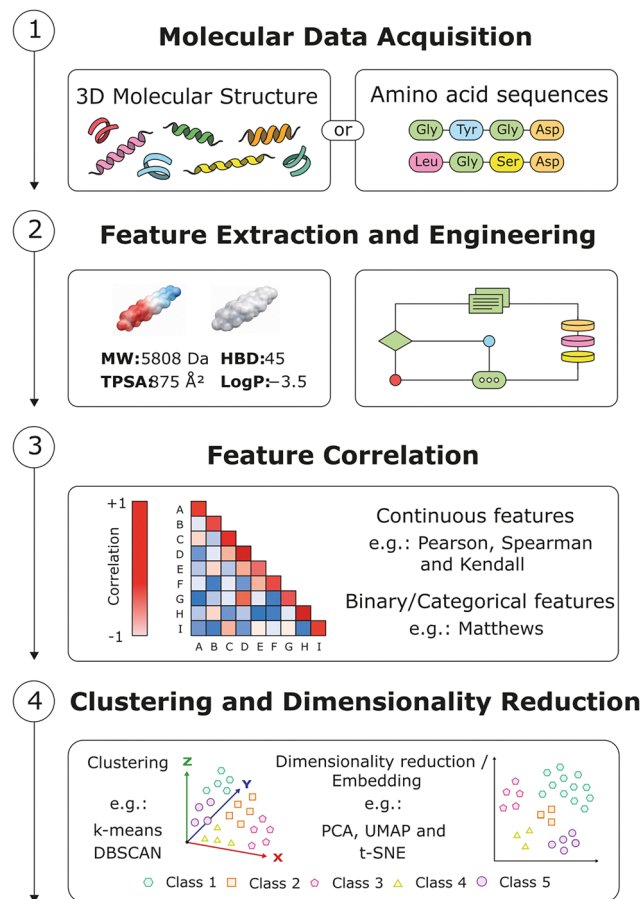 1
Molecular Data Acquisition
3D Molecular Structure
or
Amino acid sequences
Gly Tyr Gly Asp
Leu Gly Ser Asp
2
Feature Extraction and Engineering
MW:5808 Da HBD:45
TPSA:875 Å² LogP:−3.5
3
Feature Correlation
+1
Correlation
-1
A
B
C
D
E
F
G
H
I
A B C D E F G H I
Continuous features
e.g.: Pearson, Spearman
and Kendall
Binary/Categorical features
e.g.: Matthews
4
Clustering and Dimensionality Reduction
Clustering
e.g.:
k-means
DBSCAN
Z
Y
X
Dimensionality reduction /
Embedding
e.g.:
PCA, UMAP and
t-SNE
Class 1 Class 2 Class 3 Class 4 Class 5